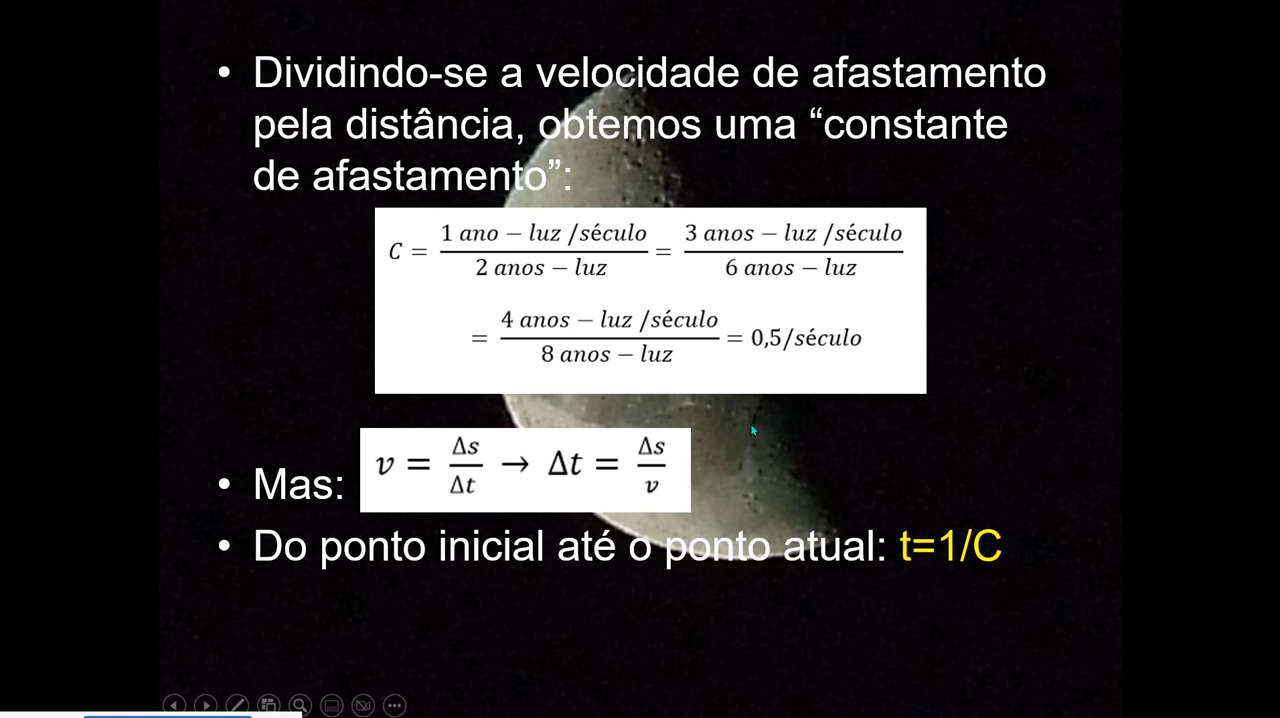 • Dividindo-se a velocidade de afastamento
pela distância, obtemos uma “constante
de afastamento”:
C = 1 ano − luz /século / 2 anos − luz = 3 anos − luz /século / 6 anos − luz
= 4 anos − luz /século / 8 anos − luz = 0,5/século
• Mas: v = Δs/Δt → Δt = Δs/v
• Do ponto inicial até o ponto atual: t=1/C